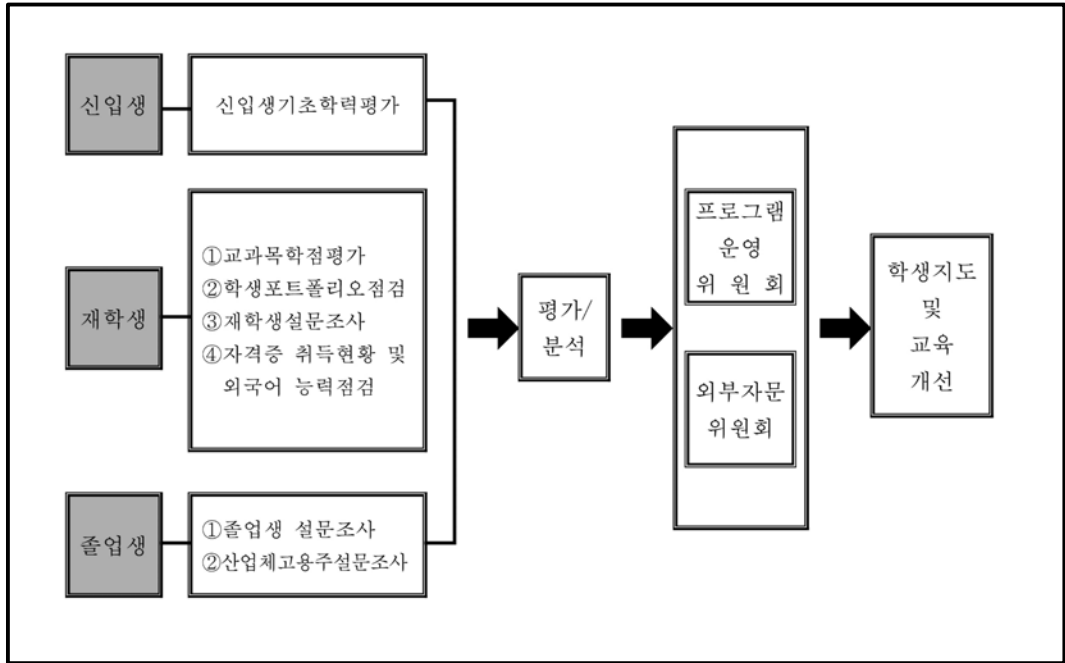 신입생
신입생기초학력평가
재학생
①교과목학점평가
②학생포트폴리오점검
③재학생설문조사
④자격증 취득현황 및
외국어 능력점검
졸업생
①졸업생 설문조사
②산업체고용주설문조사
평가/
분석
프로그램
운영
위 원 회
외부자문
위원회
학생지도
및
교육
개선